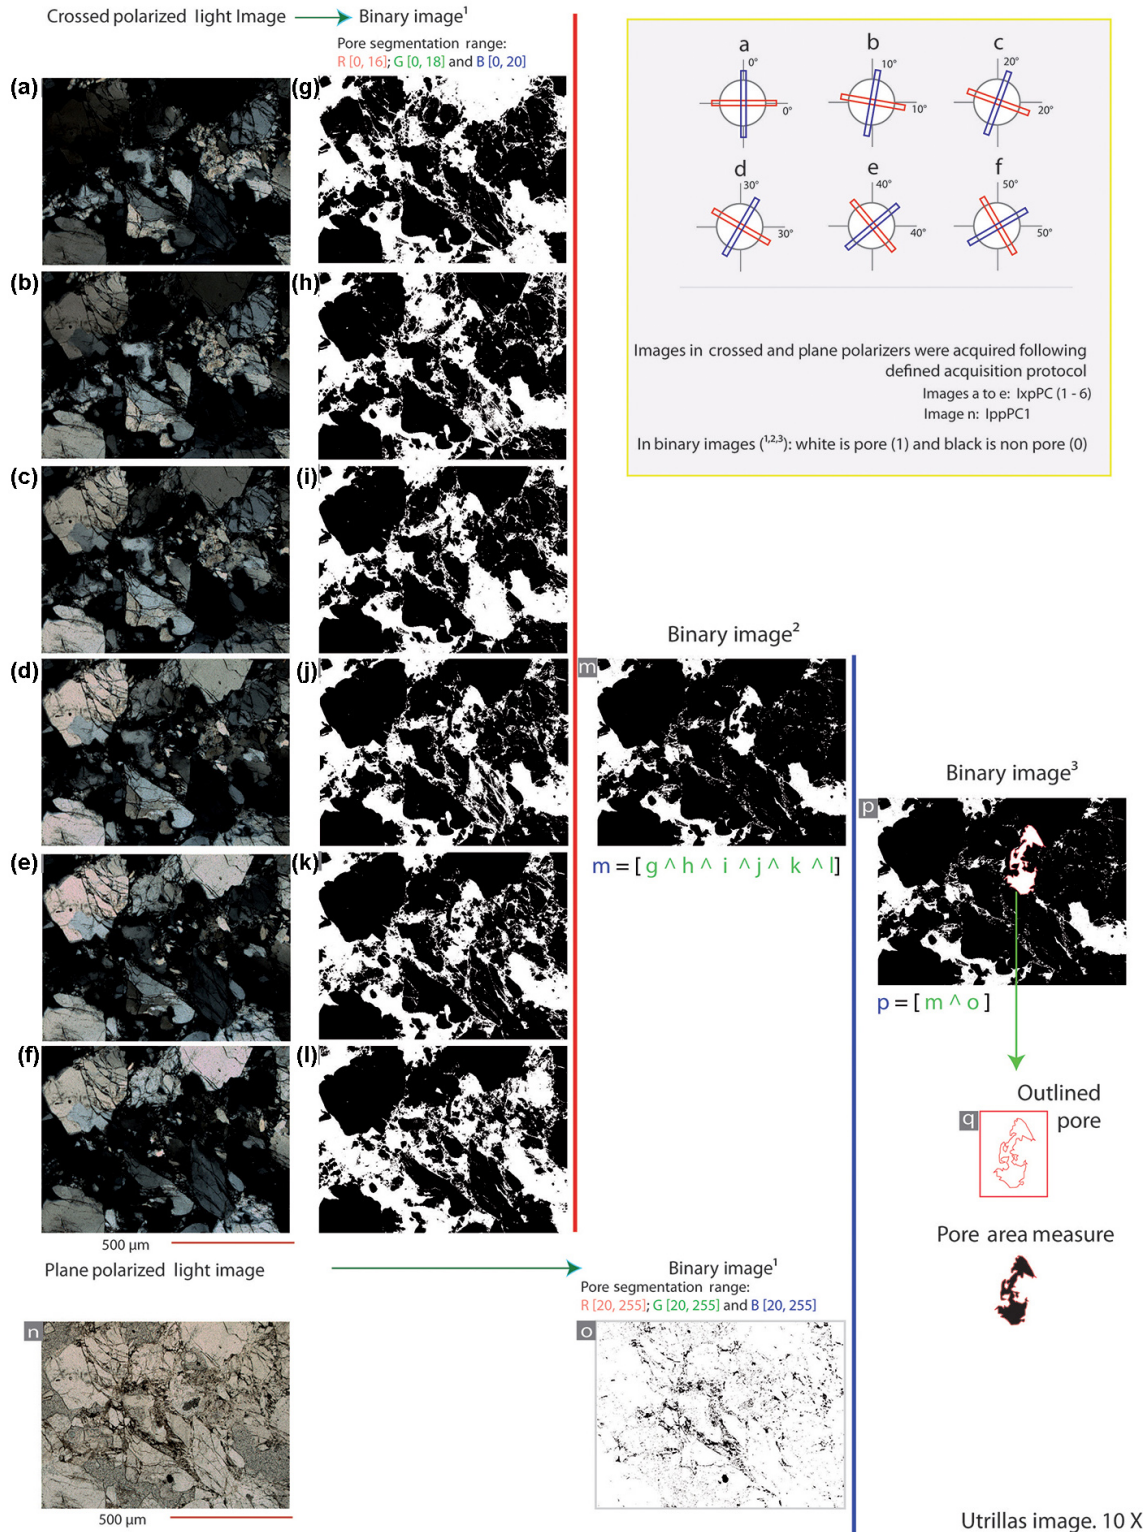 Crossed polarized light Image
Binary image¹
Pore segmentation range:
R [0, 16]; G [0, 18] and B [0, 20]
(a)
(g)
(b)
(h)
(c)
(i)
(d)
(j)
(e)
(k)
(f)
(l)
500 µm
a
0°
0°
b
10°
10°
c
20°
20°
d
30°
30°
e
40°
40°
f
50°
50°
Images in crossed and plane polarizers were acquired following
defined acquisition protocol
Images a to e: IxpPC (1 - 6)
Image n: IppPC1
In binary images (¹,²,³): white is pore (1) and black is non pore (0)
Binary image²
m
m = [ g ^ h ^ i ^ j ^ k ^ l]
Binary image³
p
p = [ m ^ o ]
Outlined
pore
q
Pore area measure
Plane polarized light image
Binary image¹
Pore segmentation range:
R [20, 255]; G [20, 255] and B [20, 255]
n
o
500 µm
Utrillas image. 10 X